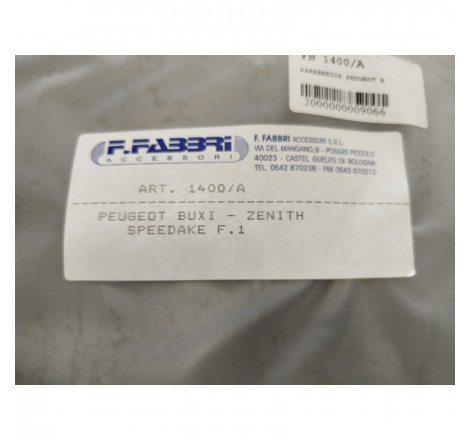 FB 1400/A
PARABREZZA PEUGEOT B
2000000009066
F.FABBRI
ACCESSORI
F. FABBRI ACCESSORI S.R.L.
VIA DEL MANGANO,9 - POGGIO PICCOLO
40023 - CASTEL GUELFO DI BOLOGNA
TEL. 0542 670236 - FAX 0542 670213
ART. 1400/A
PEUGEOT BUXI - ZENITH
SPEEDAKE F.1